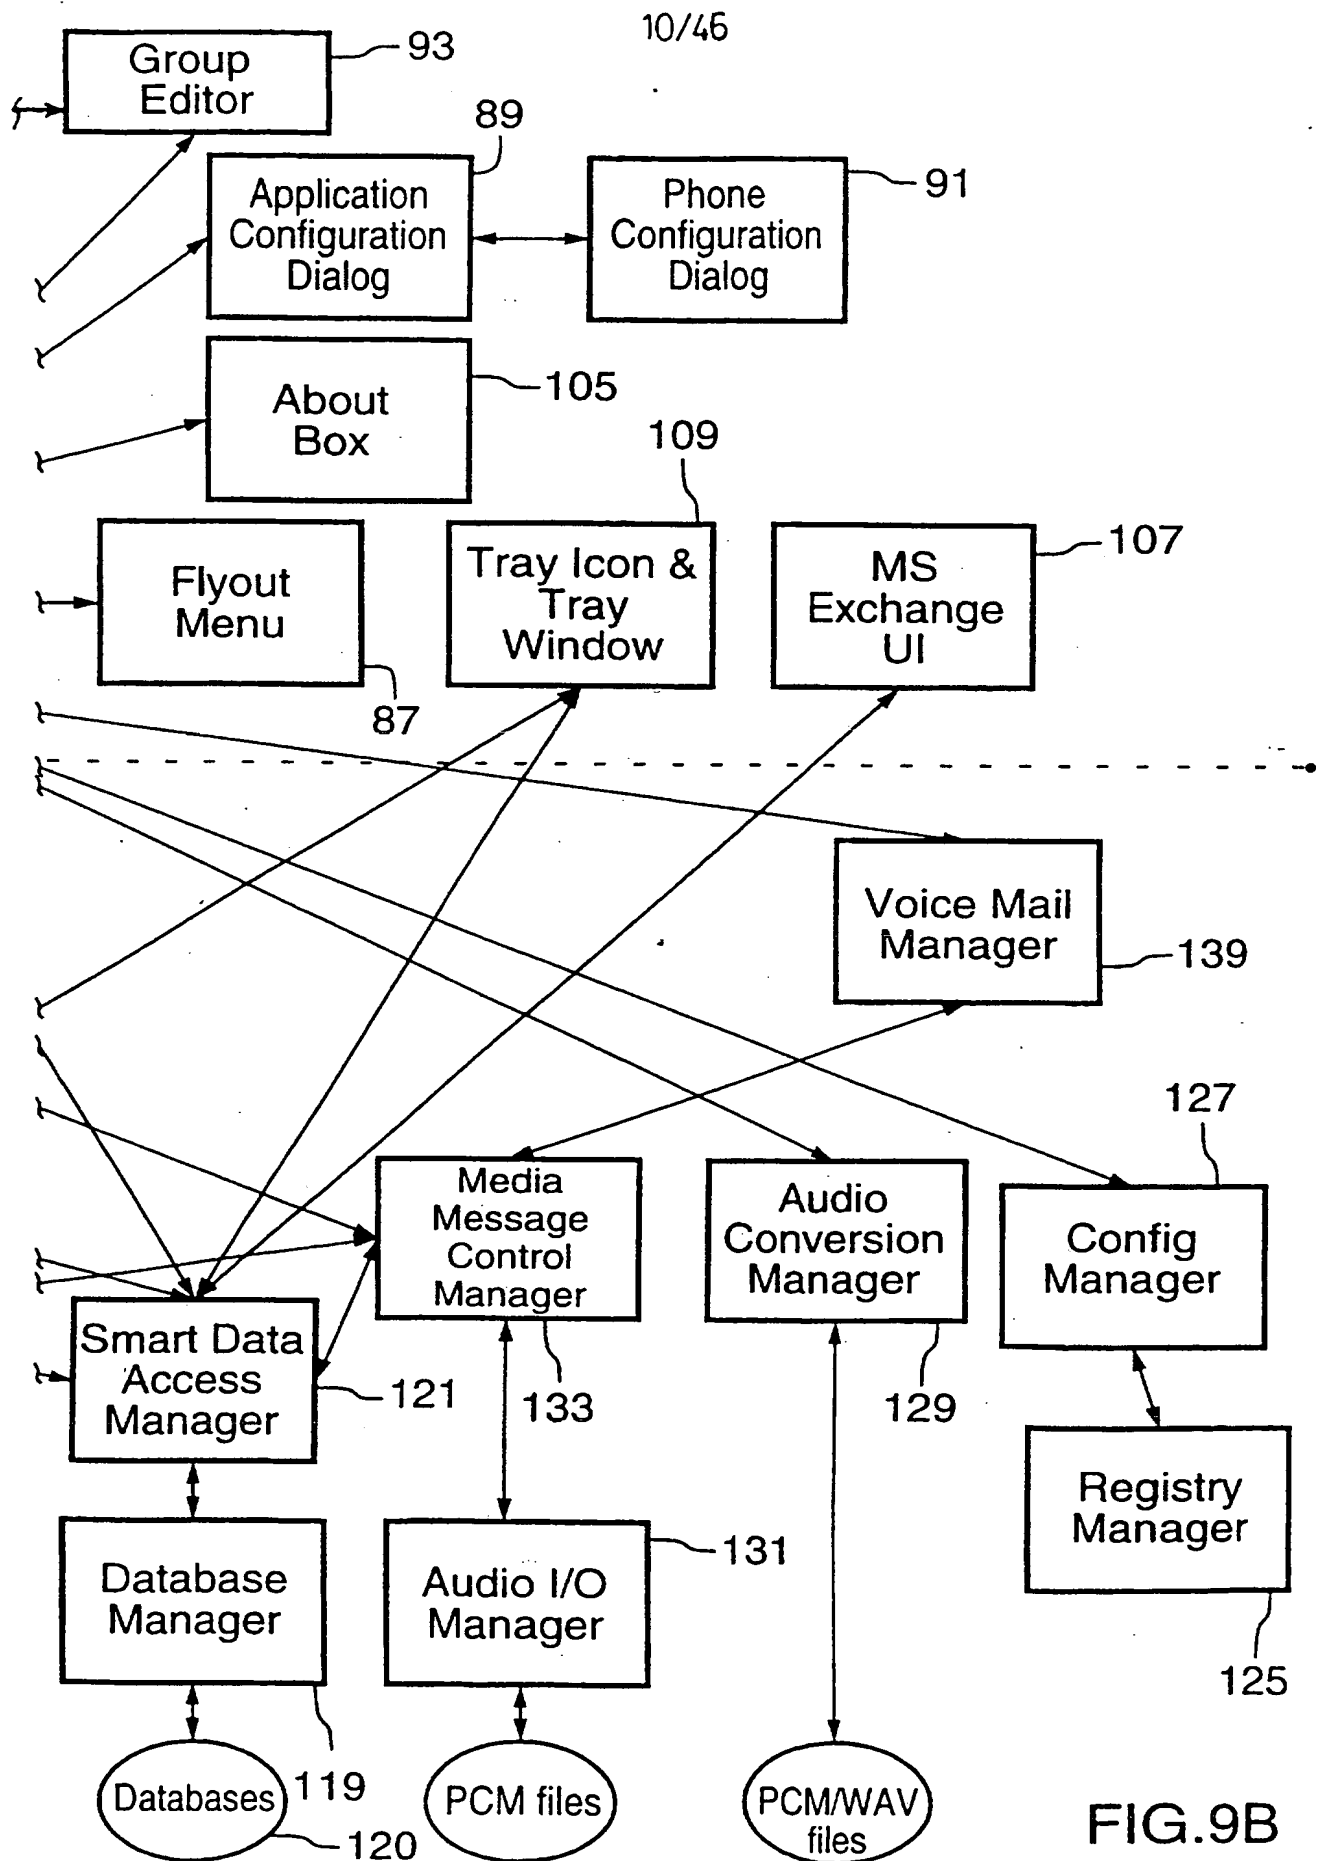 10/46
Group
Editor
93
89
Application
Configuration
Dialog
Phone
Configuration
Dialog
91
About
Box
105
109
Flyout
Menu
87
Tray Icon &
Tray
Window
MS
Exchange
UI
107
Voice Mail
Manager
139
127
Media
Message
Control
Manager
133
Audio
Conversion
Manager
129
Config
Manager
Smart Data
Access
Manager
121
Registry
Manager
125
Database
Manager
119
Audio I/O
Manager
131
Databases
120
PCM files
PCM/WAV
files
FIG.9B